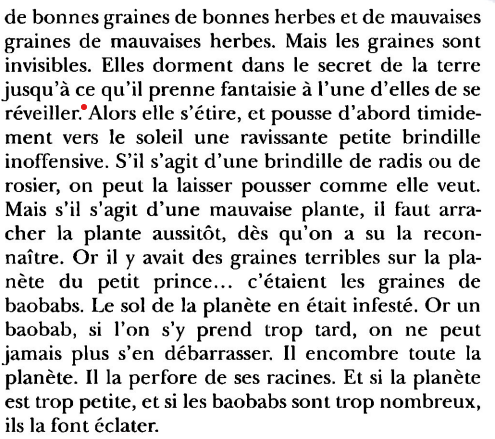 de bonnes graines de bonnes herbes et de mauvaises
graines de mauvaises herbes. Mais les graines sont
invisibles. Elles dorment dans le secret de la terre
jusqu'à ce qu'il prenne fantaisie à l'une d'elles de se
réveiller. Alors elle s'étire, et pousse d'abord timide-
ment vers le soleil une ravissante petite brindille
inoffensive. S'il s'agit d'une brindille de radis ou de
rosier, on peut la laisser pousser comme elle veut.
Mais s'il s'agit d'une mauvaise plante, il faut arra-
cher la plante aussitôt, dès qu'on a su la recon-
naître. Or il y avait des graines terribles sur la pla-
nète du petit prince... c'étaient les graines de
baobabs. Le sol de la planète en était infesté. Or un
baobab, si l'on s'y prend trop tard, on ne peut
jamais plus s'en débarrasser. Il encombre toute la
planète. Il la perfore de ses racines. Et si la planète
est trop petite, et si les baobabs sont trop nombreux,
ils la font éclater.